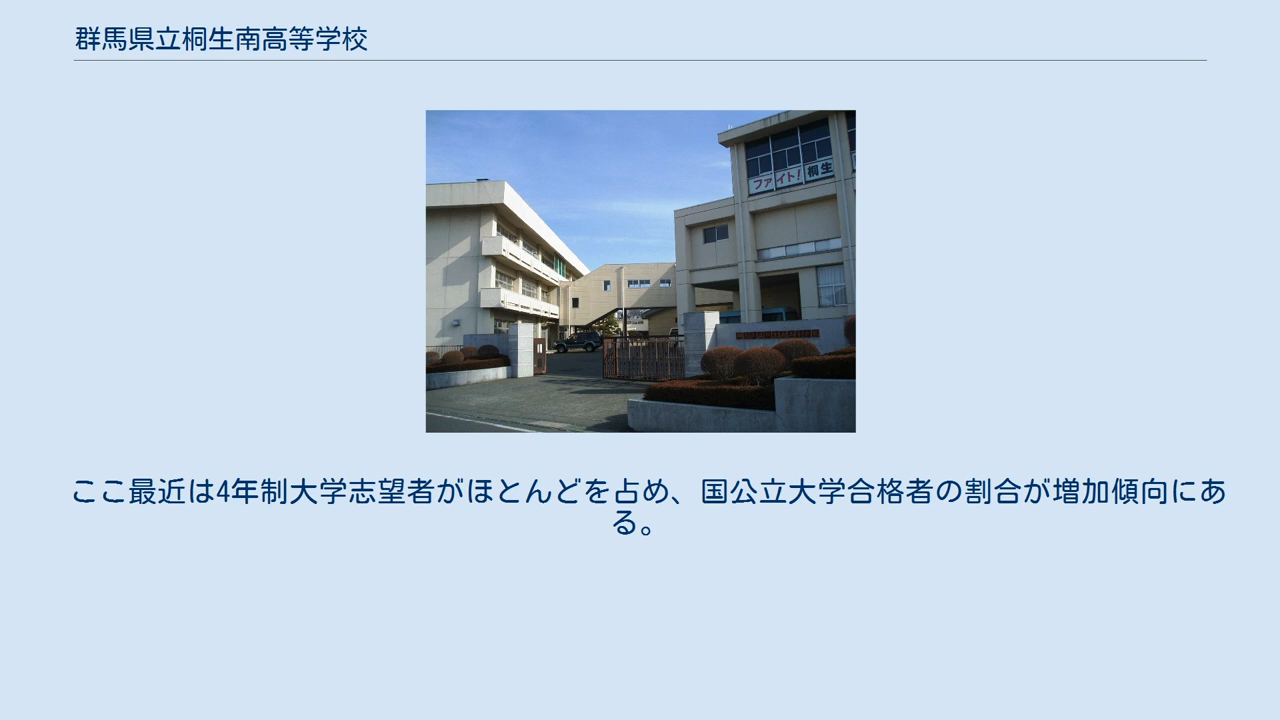 群馬県立桐生南高等学校
ファイト!桐生
ここ最近は4年制大学志望者がほとんどを占め、国公立大学合格者の割合が増加傾向にあ
る。